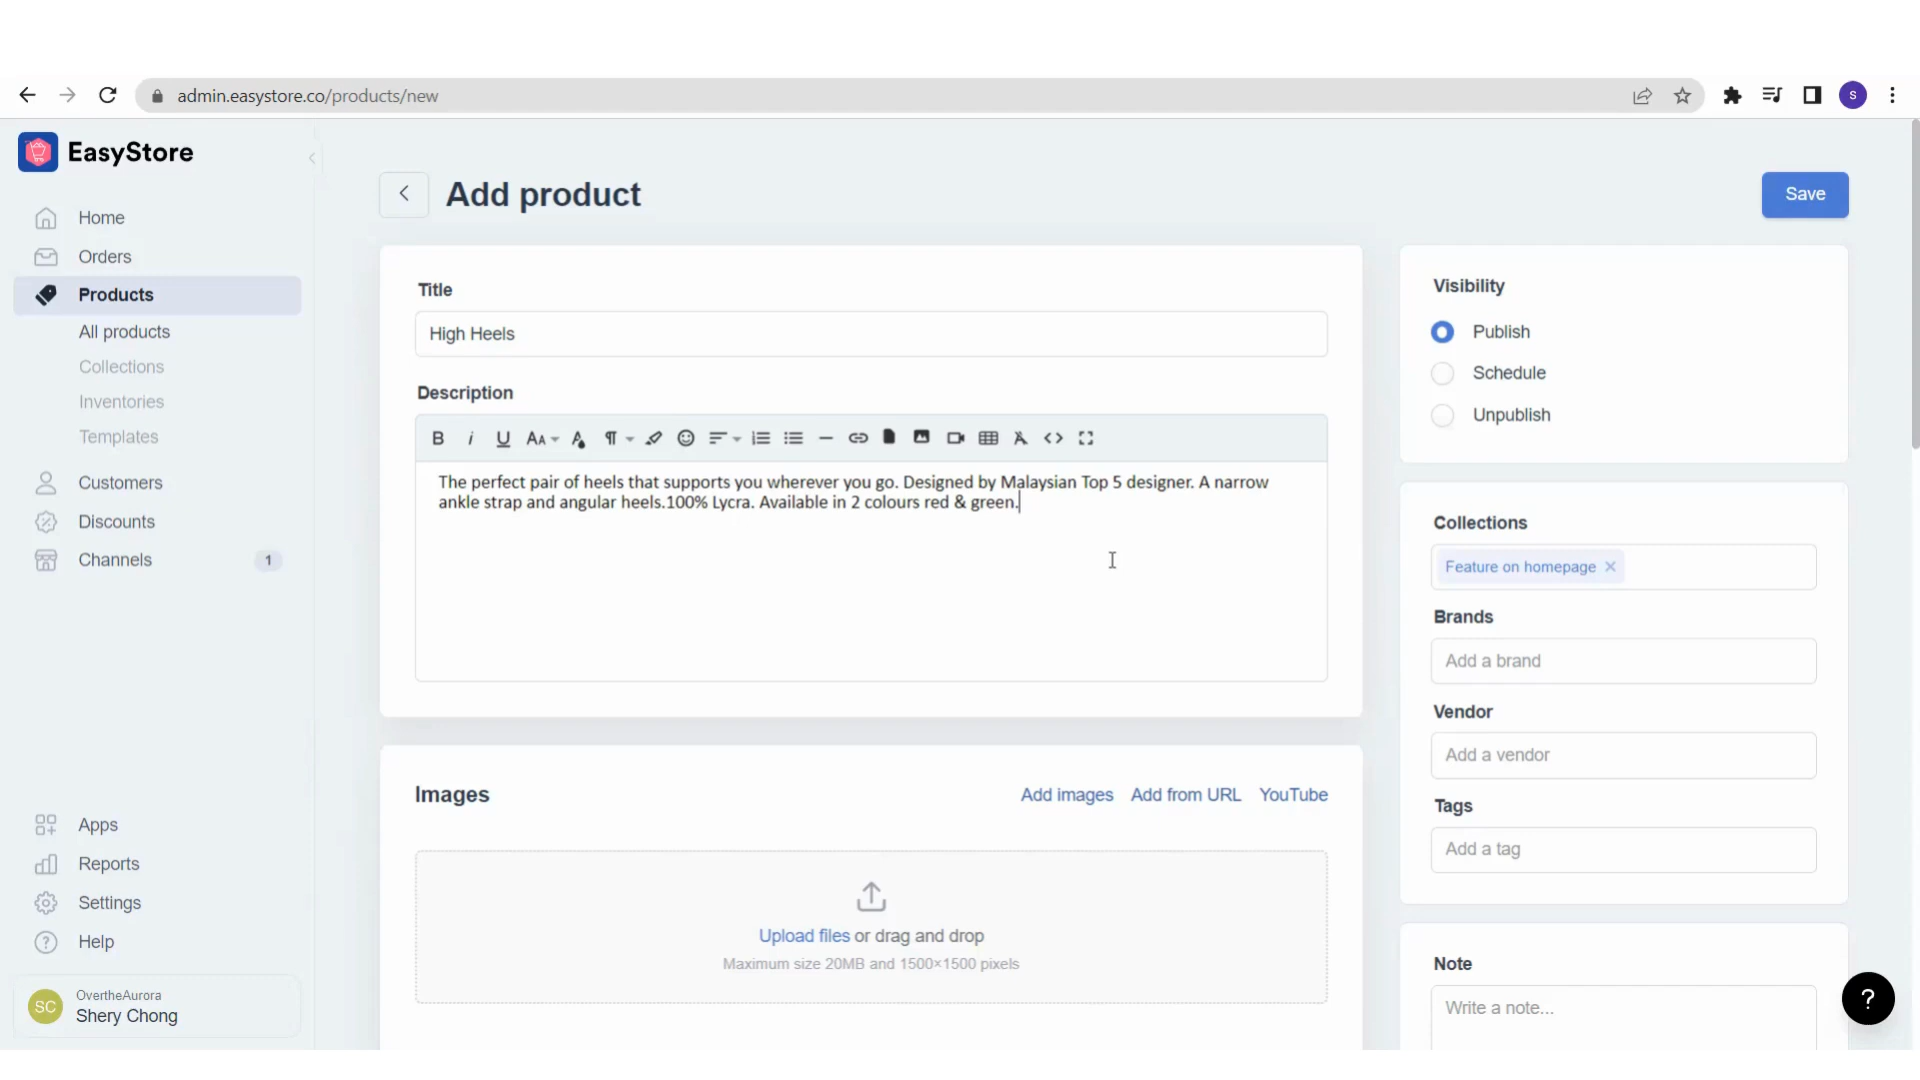 admin.easystore.co/products/new
S
EasyStore
Home
Orders
Products
All products
Collections
Inventories
Templates
Customers
Discounts
Channels
1
Apps
Reports
Settings
Help
SC
OvertheAurora
Shery Chong
Add product
Save
Title
High Heels
Description
The perfect pair of heels that supports you wherever you go. Designed by Malaysian Top 5 designer. A narrow
ankle strap and angular heels.100% Lycra. Available in 2 colours red & green.
Images
Add images
Add from URL
YouTube
Upload files or drag and drop
Maximum size 20MB and 1500×1500 pixels
Visibility
Publish
Schedule
Unpublish
Collections
Feature on homepage
Brands
Add a brand
Vendor
Add a vendor
Tags
Add a tag
Note
Write a note...
?